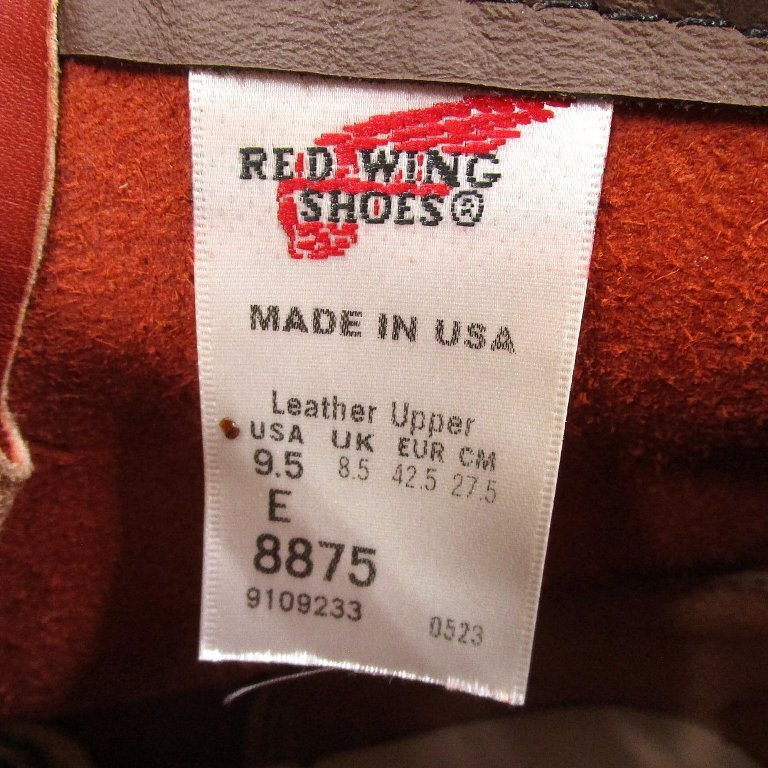 RED WING
SHOES®
MADE IN USA
Leather Upper
USA UK EUR CM
9.5 8.5 42.5 27.5
E
8875
9109233 0523